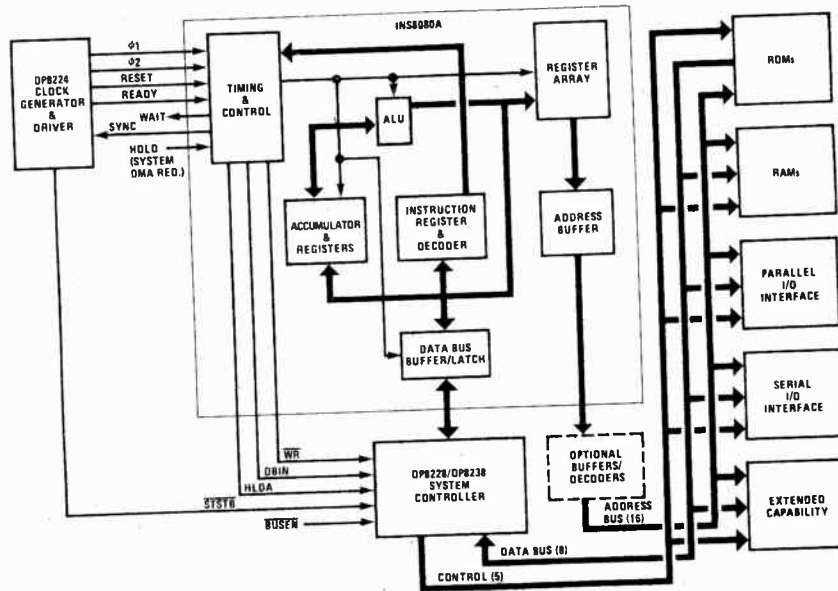 INS8080A
DP8224
CLOCK
GENERATOR
&
DRIVER
ϕ1
ϕ2
RESET
READY
WAIT
SYNC
HOLD
(SYSTEM
DMA REQ.)
TIMING
&
CONTROL
ALU
REGISTER
ARRAY
ACCUMULATOR
&
REGISTERS
INSTRUCTION
REGISTER
&
DECODER
ADDRESS
BUFFER
DATA BUS
BUFFER/LATCH
WR
DBIN
HLDA
STSTB
BUSEN
DP8228/DP8238
SYSTEM
CONTROLLER
OPTIONAL
BUFFERS/
DECODERS
ADDRESS
BUS (16)
DATA BUS (8)
CONTROL (5)
ROMs
RAMs
PARALLEL
I/O
INTERFACE
SERIAL
I/O
INTERFACE
EXTENDED
CAPABILITY